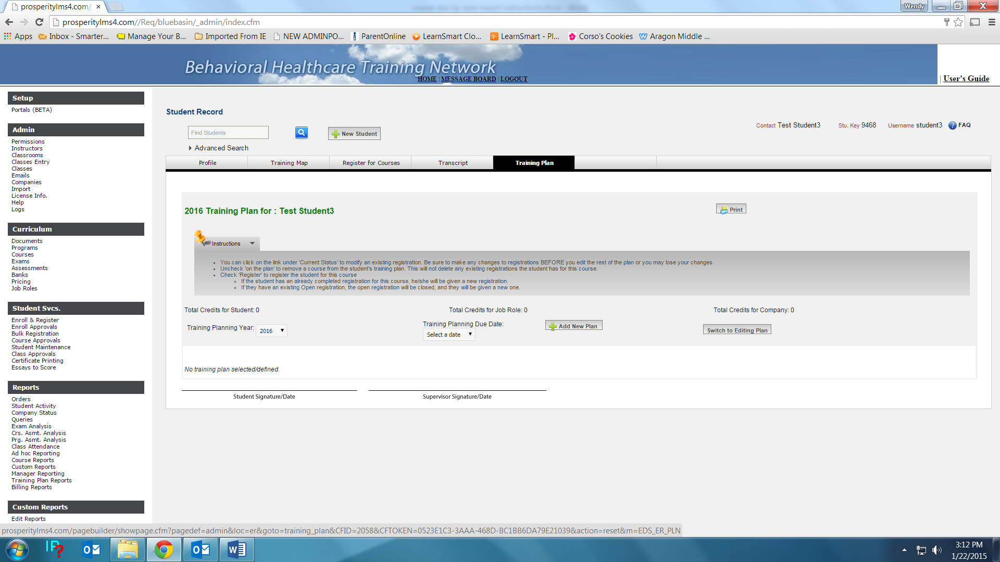 prosperitylms4.com/
Wendy
prosperitylms4.com//Req/bluebasin/_admin/index.cfm
Apps Inbox - Smarter... Manage Your B... Imported From IE NEW ADMINPO... ParentOnline LearnSmart Clo... LearnSmart - Pl... Corso's Cookies Aragon Middle ...
Behavioral Healthcare Training Network
HOME | MESSAGE BOARD | LOGOUT
| User's Guide
Setup
Portals (BETA)
Admin
Permissions
Instructors
Classrooms
Classes Entry
Classes
Emails
Companies
Import
License Info.
Help
Logs
Curriculum
Documents
Programs
Courses
Exams
Assessments
Banks
Pricing
Job Roles
Student Svcs.
Enroll & Register
Enroll Approvals
Bulk Registration
Course Approvals
Student Maintenance
Class Approvals
Certificate Printing
Essays to Score
Reports
Orders
Student Activity
Company Status
Queries
Exam Analysis
Crs. Asmt. Analysis
Prg. Asmt. Analysis
Class Attendance
Ad hoc Reporting
Course Reports
Custom Reports
Manager Reporting
Training Plan Reports
Billing Reports
Custom Reports
Edit Reports
Student Record
Contact Test Student3 Stu. Key 9468 Username student3 ? FAQ
Find Students New Student
Advanced Search
Profile Training Map Register for Courses Transcript Training Plan
2016 Training Plan for : Test Student3
Print
Instructions
• You can click on the link under 'Current Status' to modify an existing registration. Be sure to make any changes to registrations BEFORE you edit the rest of the plan or you may lose your changes.
• Uncheck 'on the plan' to remove a course from the student's training plan. This will not delete any existing registrations the student has for this course.
• Check 'Register' to register the student for this course
◦ If the student has an already completed registration for this course, he/she will be given a new registration.
◦ If they have an existing Open registration, the open registration will be closed, and they will be given a new one.
Total Credits for Student: 0 Total Credits for Job Role: 0 Total Credits for Company: 0
Training Planning Year: 2016
Training Planning Due Date:
Select a date
Add New Plan
Switch to Editing Plan
No training plan selected/defined.
Student Signature/Date Supervisor Signature/Date
prosperitylms4.com/pagebuilder/showpage.cfm?pagedef=admin&loc=er&goto=training_plan&CFID=2058&CFTOKEN=0523E1C3-3AAA-468D-BC1BB6DA79E21039&action=reset&m=EDS_ER_PLN
IP?
3:12 PM
1/22/2015